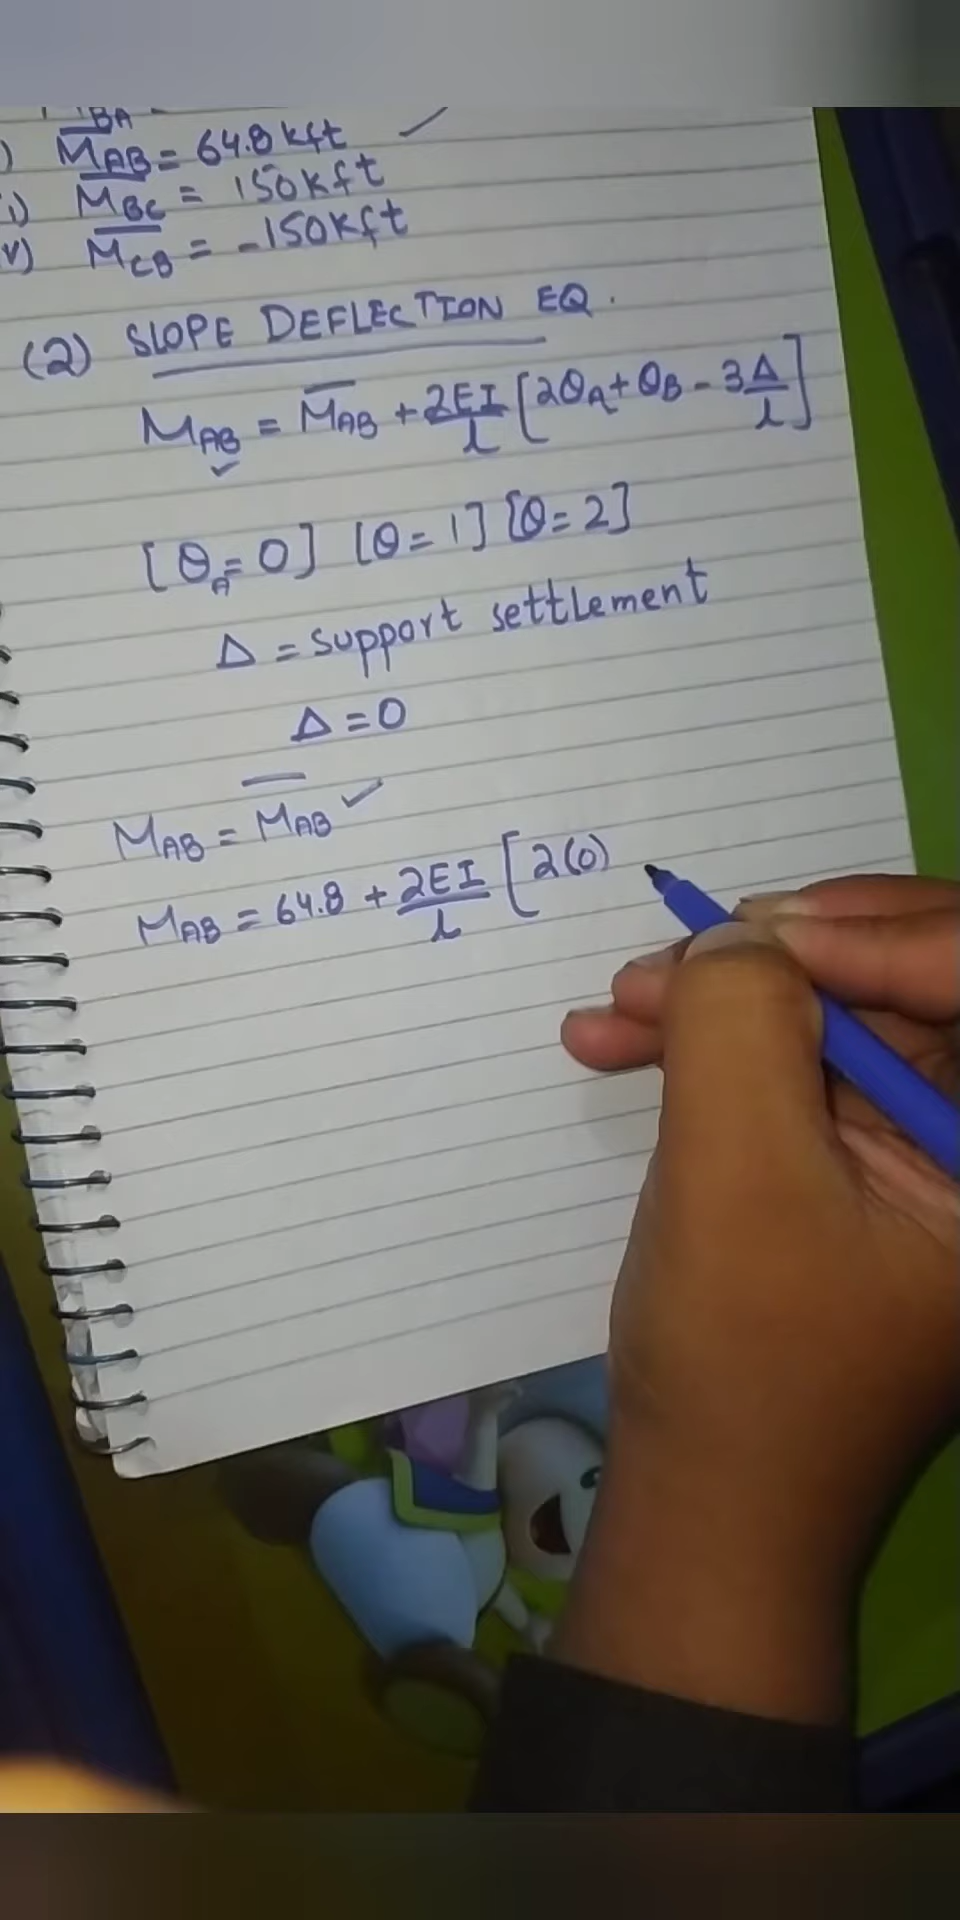 BA
) M̅AB = 64.8 kft
i) M̅BC = 150kft
v) M̅CB = -150kft
(2) SLOPE DEFLECTION EQ.
MAB = M̅AB + 2EI/l [2θA + θB - 3Δ/l]
[θA = 0] [θ = 1] [θ = 2]
Δ = support settlement
Δ = 0
MAB = M̅AB ✓
MAB = 64.8 + 2EI/l [2(0)